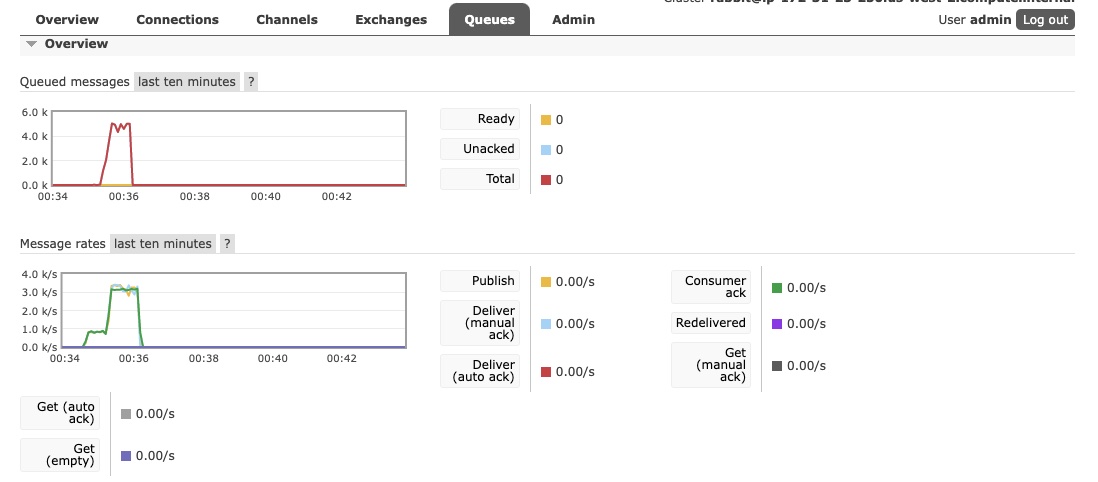 Overview Connections Channels Exchanges Queues Admin
User admin Log out
Overview
Queued messages last ten minutes ?
6.0 k
4.0 k
2.0 k
0.0 k
00:34 00:36 00:38 00:40 00:42
Ready 0
Unacked 0
Total 0
Message rates last ten minutes ?
4.0 k/s
3.0 k/s
2.0 k/s
1.0 k/s
0.0 k/s
00:34 00:36 00:38 00:40 00:42
Publish 0.00/s
Deliver
(manual
ack) 0.00/s
Deliver
(auto ack) 0.00/s
Consumer
ack 0.00/s
Redelivered 0.00/s
Get
(manual
ack) 0.00/s
Get (auto
ack) 0.00/s
Get
(empty) 0.00/s